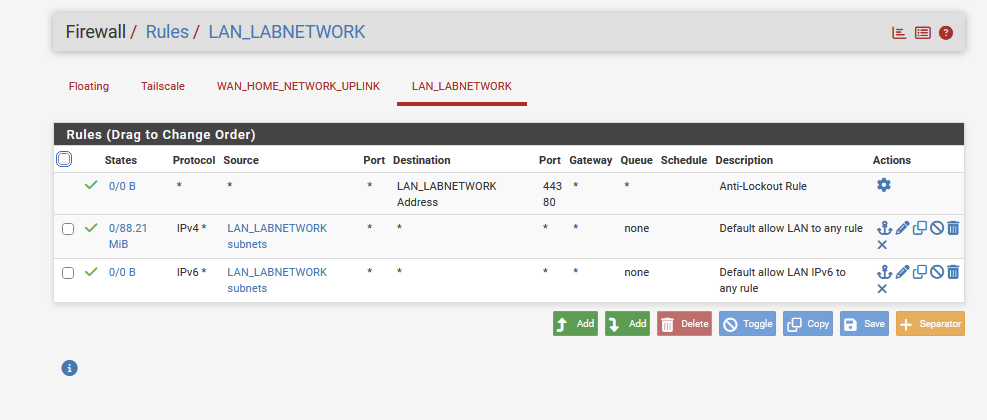 Firewall / Rules / LAN_LABNETWORK
Floating Tailscale WAN_HOME_NETWORK_UPLINK LAN_LABNETWORK
Rules (Drag to Change Order)
States Protocol Source Port Destination Port Gateway Queue Schedule Description Actions
0/0 B * * * LAN_LABNETWORK 443 * * Anti-Lockout Rule
Address 80
0/88.21 IPv4 * LAN_LABNETWORK * * * * none Default allow LAN to any rule
MiB subnets
0/0 B IPv6 * LAN_LABNETWORK * * * * none Default allow LAN IPv6 to
subnets any rule
Add Add Delete Toggle Copy Save Separator